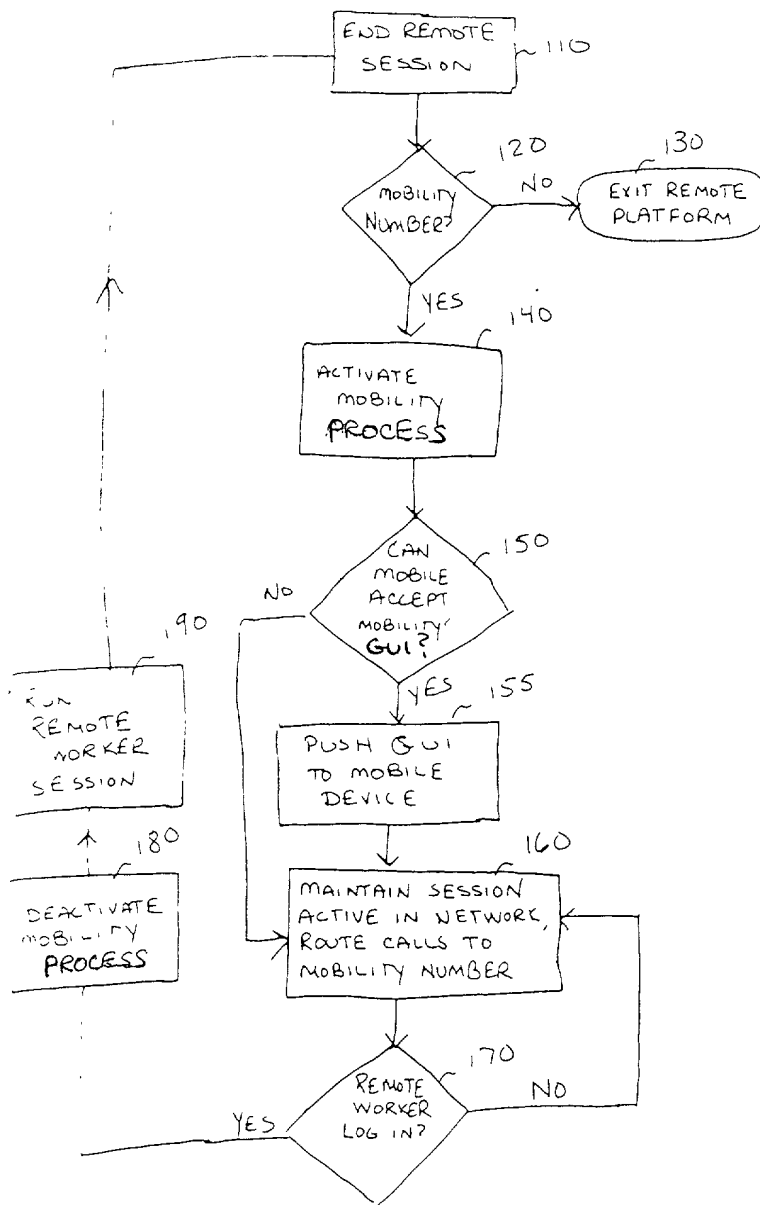 END REMOTE
SESSION
110
120
130
MOBILITY
NUMBER?
NO
EXIT REMOTE
PLATFORM
YES
140
ACTIVATE
MOBILITY
PROCESS
150
CAN
MOBILE
ACCEPT
MOBILITY
GUI?
NO
190
YES
155
RUN
REMOTE
WORKER
SESSION
PUSH GUI
TO MOBILE
DEVICE
180
160
DEACTIVATE
MOBILITY
PROCESS
MAINTAIN SESSION
ACTIVE IN NETWORK,
ROUTE CALLS TO
MOBILITY NUMBER
170
REMOTE
WORKER
LOG IN?
YES
NO